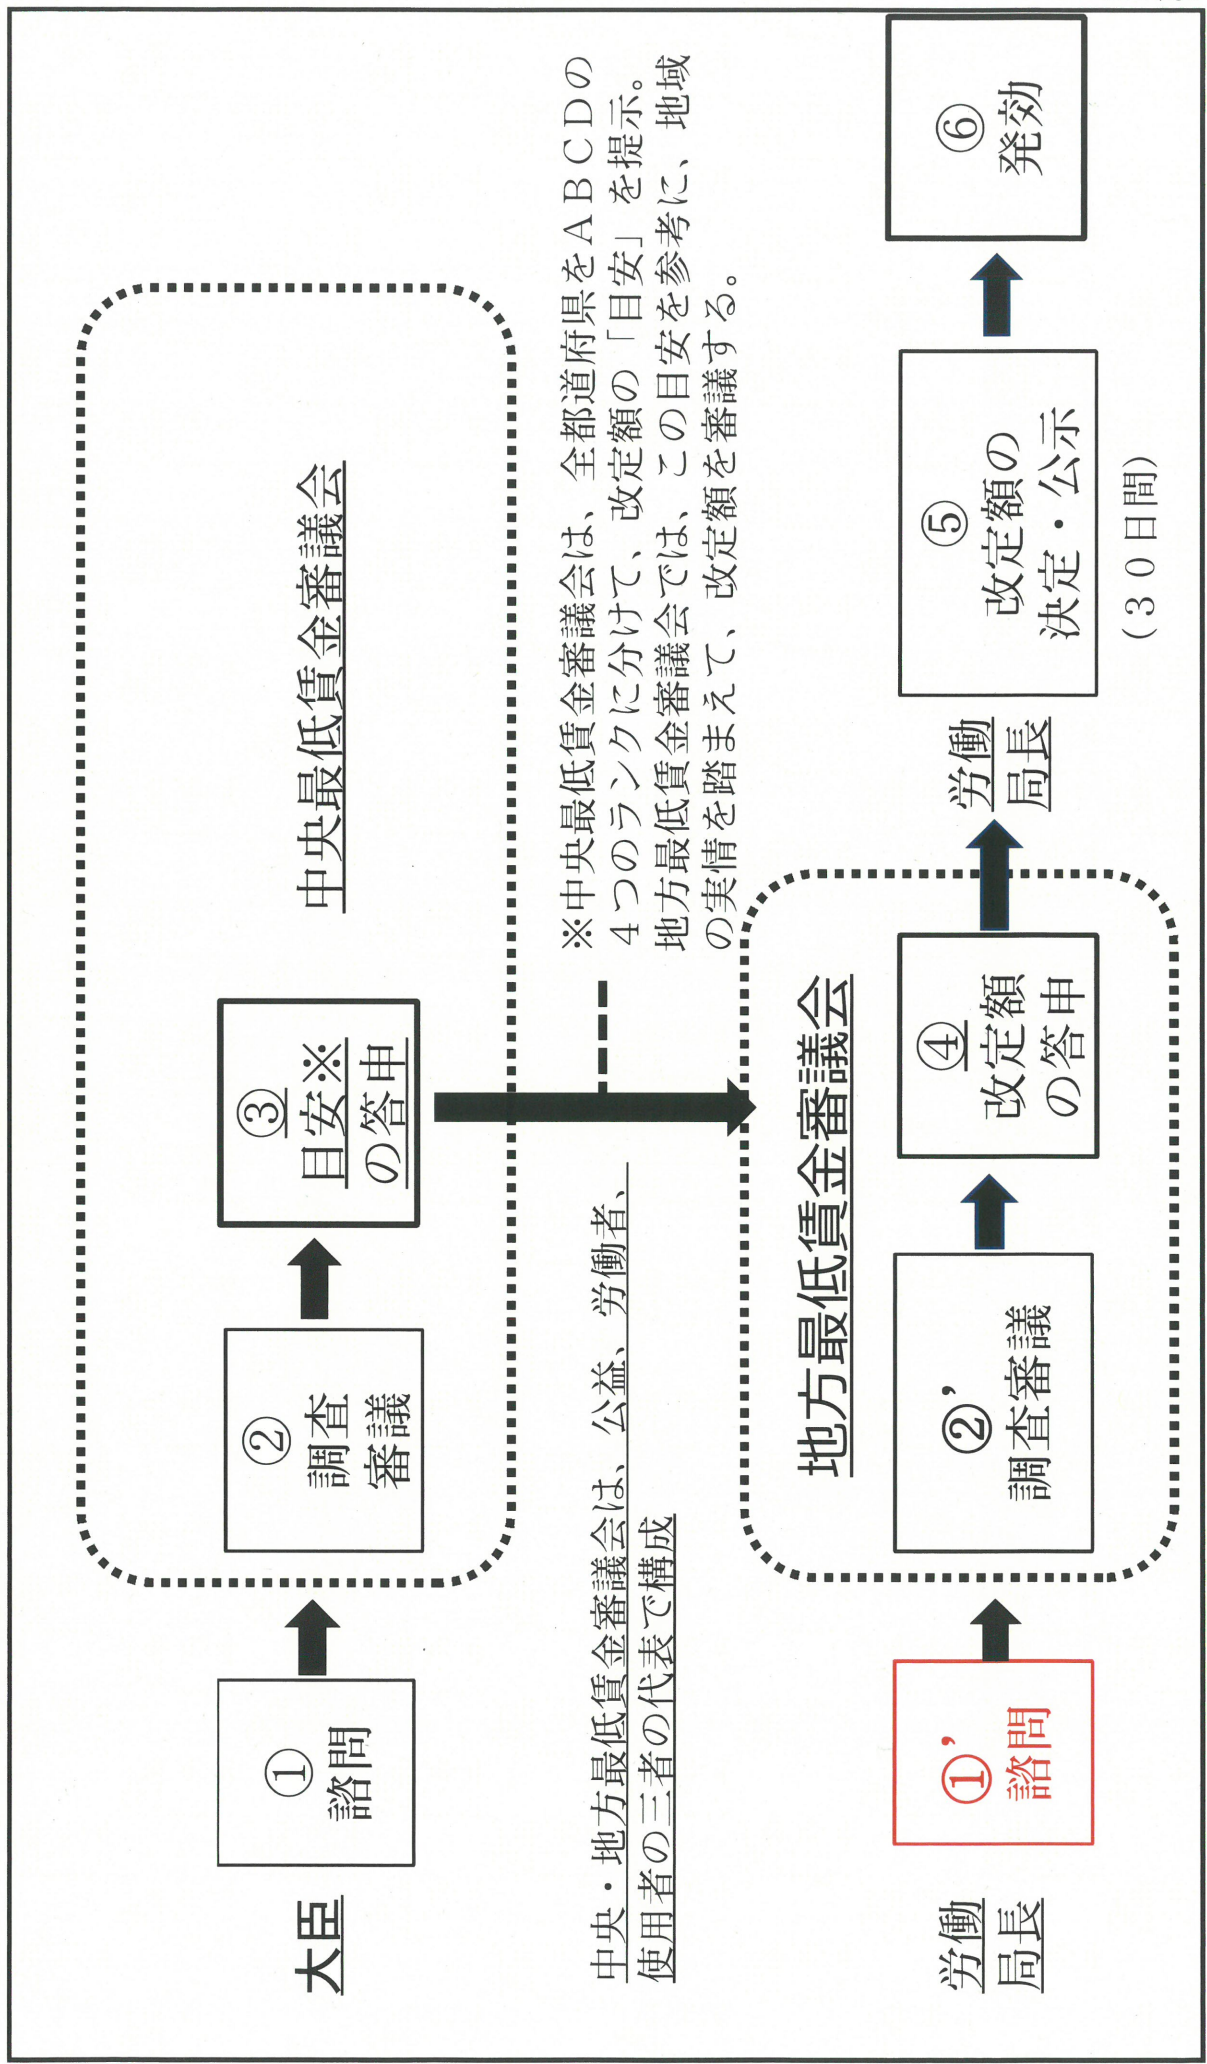 大臣
①
諮問
②
調査
審議
③
目安※
の答申
中央最低賃金審議会
中央・地方最低賃金審議会は、公益、労働者、
使用者の三者の代表で構成
※中央最低賃金審議会は、全都道府県をＡＢＣＤの
４つのランクに分けて、改定額の「目安」を提示。
地方最低賃金審議会では、この目安を参考に、地域
の実情を踏まえて、改定額を審議する。
労働
局長
①’
諮問
地方最低賃金審議会
②’
調査審議
④
改定額
の答申
労働
局長
⑤
改定額の
決定・公示
（３０日間）
⑥
発効